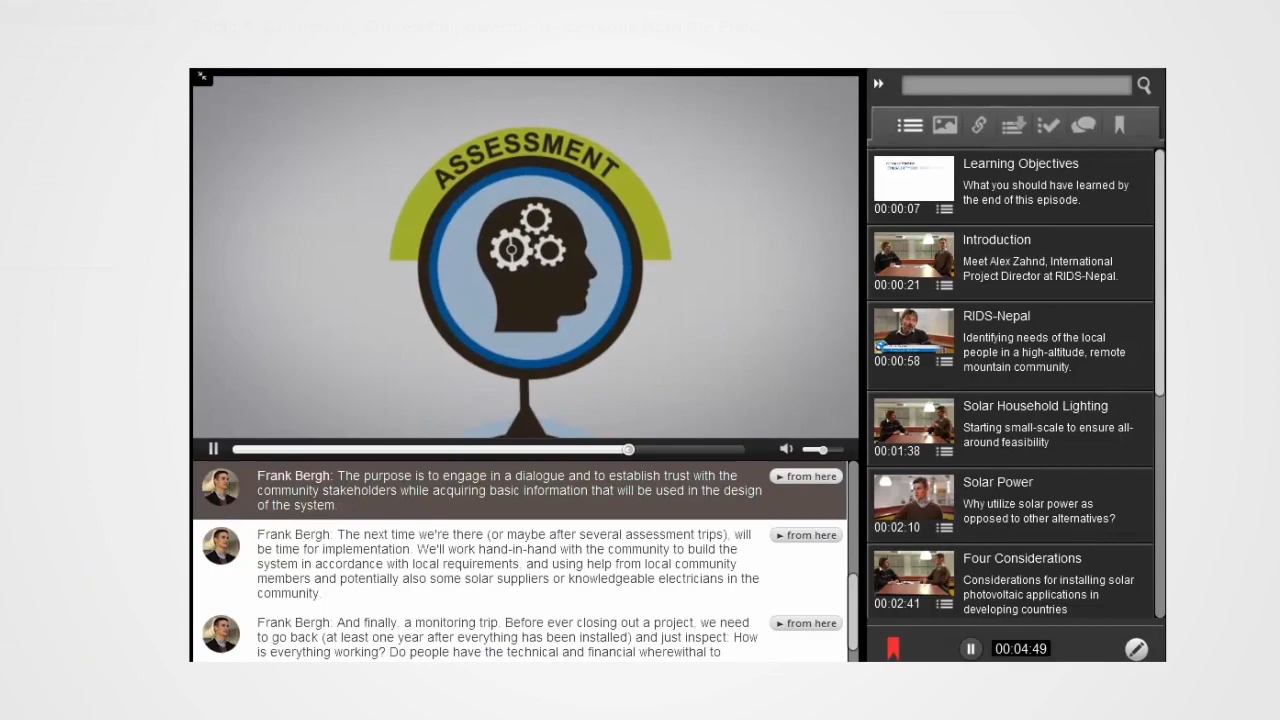 ASSESSMENT
Frank Bergh: The purpose is to engage in a dialogue and to establish trust with the
community stakeholders while acquiring basic information that will be used in the design
of the system.
► from here
Frank Bergh: The next time we're there (or maybe after several assessment trips), will
be time for implementation. We'll work hand-in-hand with the community to build the
system in accordance with local requirements, and using help from local community
members and potentially also some solar suppliers or knowledgeable electricians in the
community.
► from here
Frank Bergh: And finally, a monitoring trip. Before ever closing out a project, we need
to go back (at least one year after everything has been installed) and just inspect: How
is everything working? Do people have the technical and financial wherewithal to
► from here
Learning Objectives
What you should have learned by
the end of this episode.
00:00:07
Introduction
Meet Alex Zahnd, International
Project Director at RIDS-Nepal.
00:00:21
RIDS-Nepal
Identifying needs of the local
people in a high-altitude, remote
mountain community.
00:00:58
Solar Household Lighting
Starting small-scale to ensure all-
around feasibility
00:01:38
Solar Power
Why utilize solar power as
opposed to other alternatives?
00:02:10
Four Considerations
Considerations for installing solar
photovoltaic applications in
developing countries
00:02:41
00:04:49